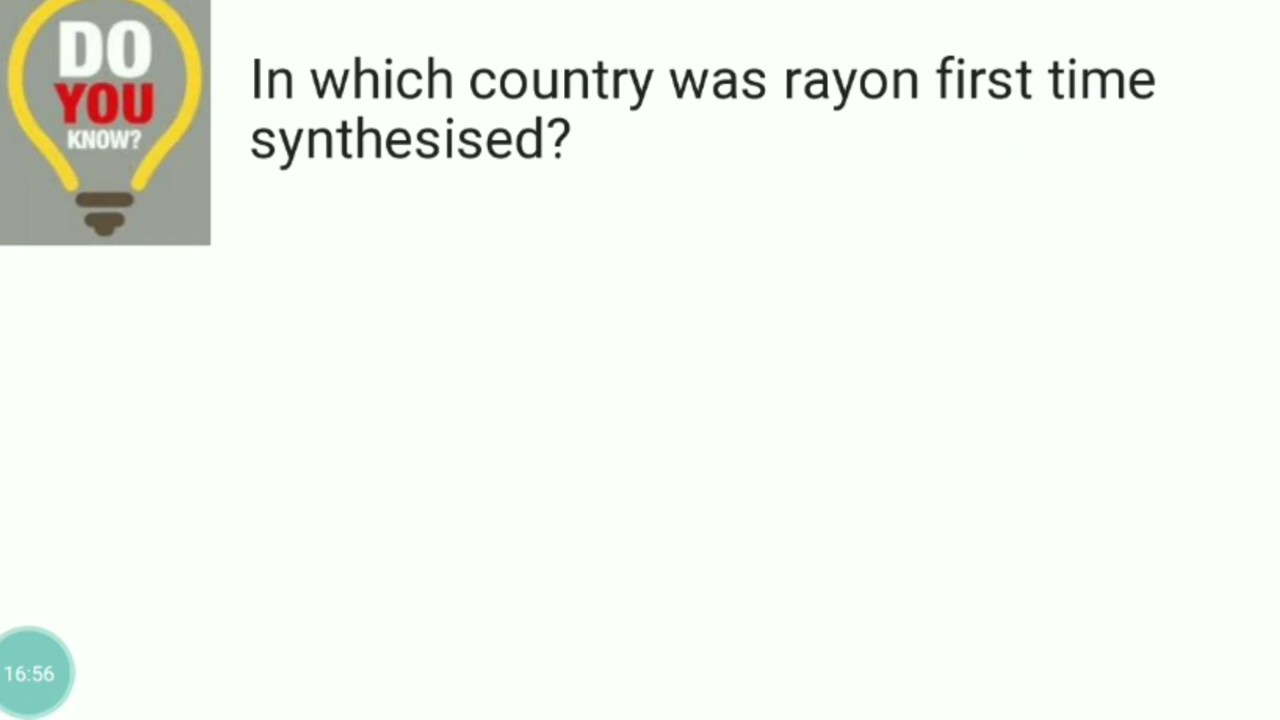 DO
YOU
KNOW?
In which country was rayon first time
synthesised?
16:56